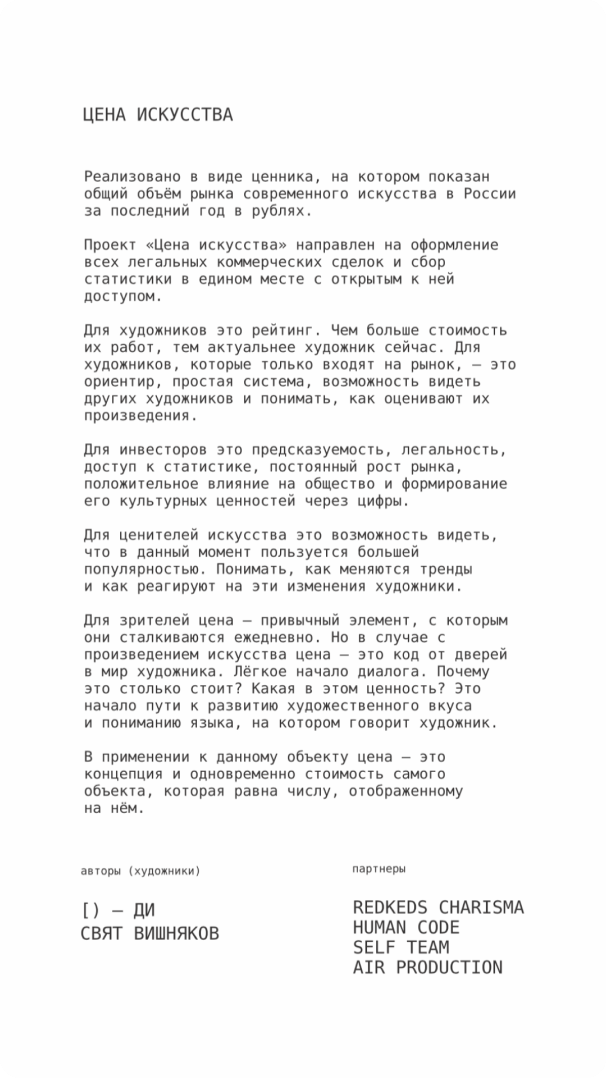 ЦЕНА ИСКУССТВА
Реализовано в виде ценника, на котором показан
общий объём рынка современного искусства в России
за последний год в рублях.
Проект «Цена искусства» направлен на оформление
всех легальных коммерческих сделок и сбор
статистики в едином месте с открытым к ней
доступом.
Для художников это рейтинг. Чем больше стоимость
их работ, тем актуальнее художник сейчас. Для
художников, которые только входят на рынок, — это
ориентир, простая система, возможность видеть
других художников и понимать, как оценивают их
произведения.
Для инвесторов это предсказуемость, легальность,
доступ к статистике, постоянный рост рынка,
положительное влияние на общество и формирование
его культурных ценностей через цифры.
Для ценителей искусства это возможность видеть,
что в данный момент пользуется большей
популярностью. Понимать, как меняются тренды
и как реагируют на эти изменения художники.
Для зрителей цена — привычный элемент, с которым
они сталкиваются ежедневно. Но в случае с
произведением искусства цена — это код от дверей
в мир художника. Лёгкое начало диалога. Почему
это столько стоит? Какая в этом ценность? Это
начало пути к развитию художественного вкуса
и пониманию языка, на котором говорит художник.
В применении к данному объекту цена — это
концепция и одновременно стоимость самого
объекта, которая равна числу, отображенному
на нём.
авторы (художники)
[) — ДИ
СВЯТ ВИШНЯКОВ
партнеры
REDKEDS CHARISMA
HUMAN CODE
SELF TEAM
AIR PRODUCTION